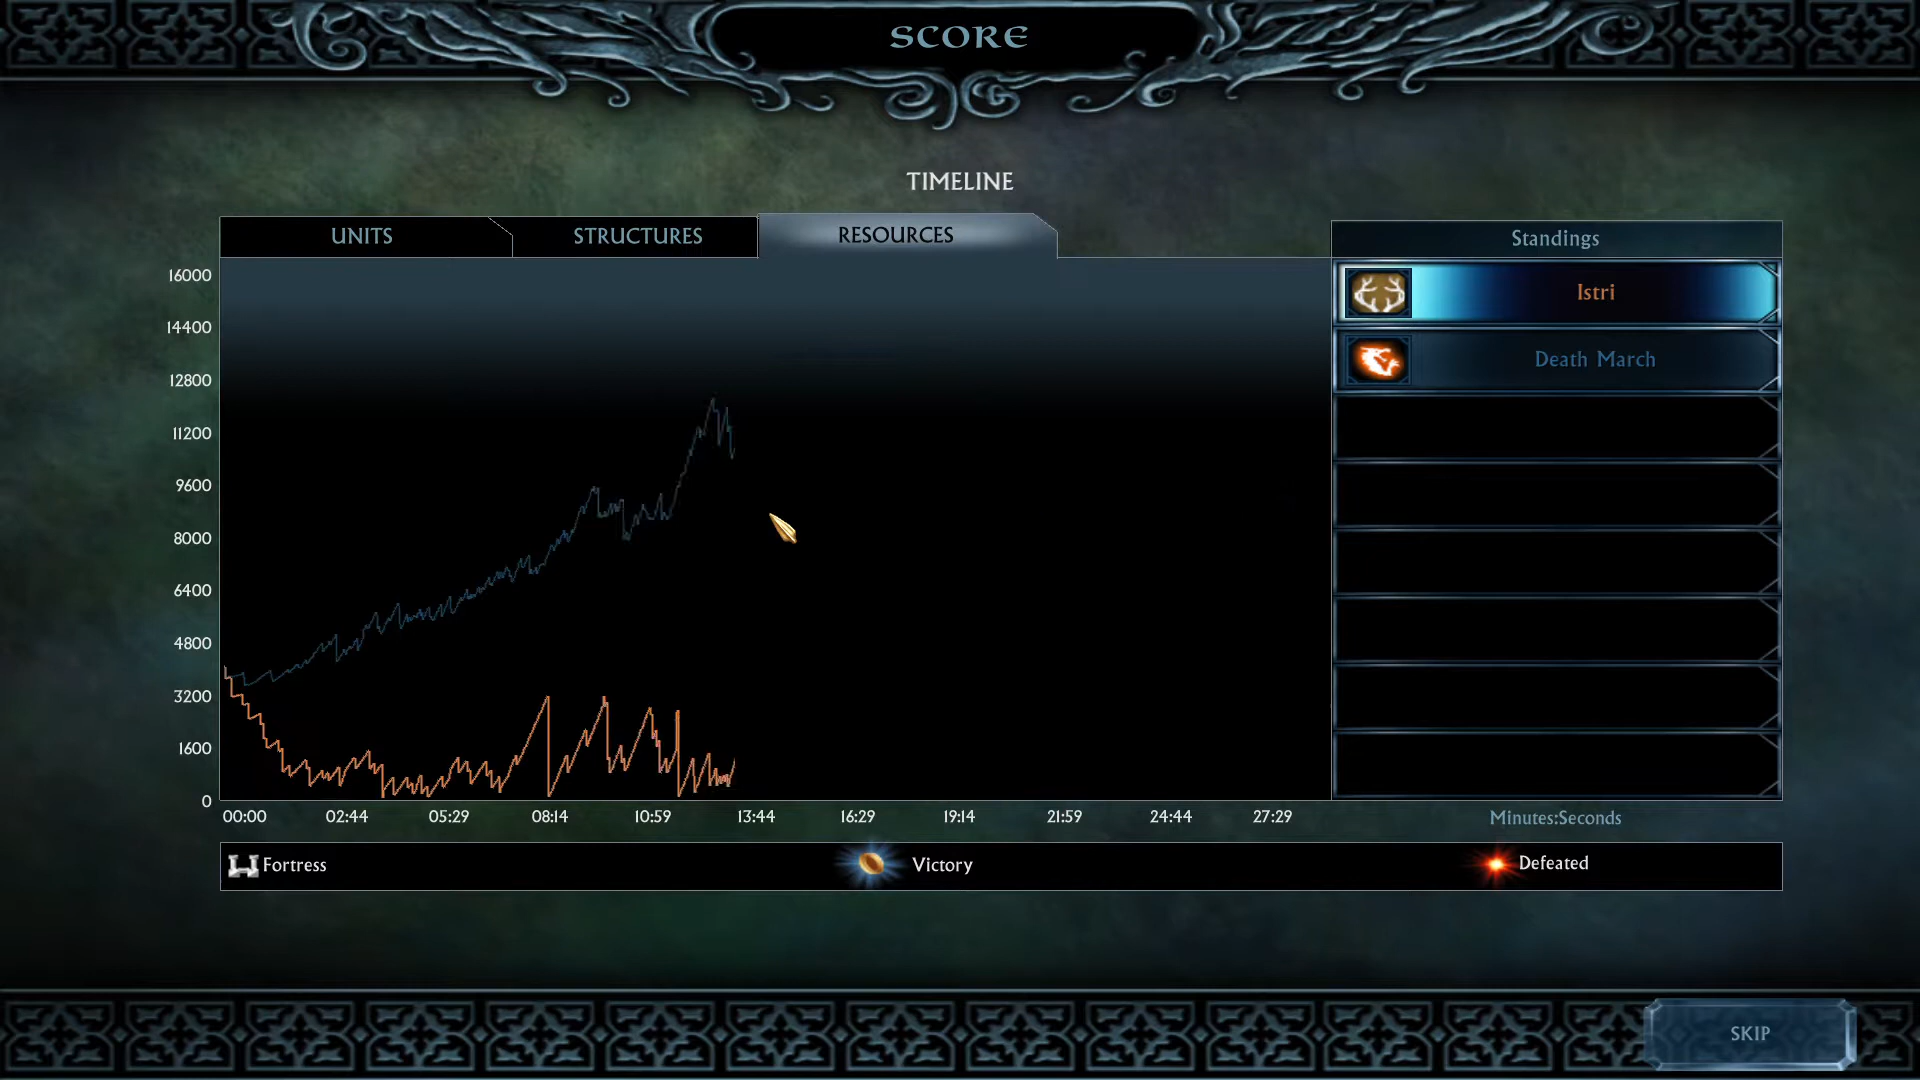 SCORE
TIMELINE
UNITS
STRUCTURES
RESOURCES
Standings
Istri
Death March
16000
14400
12800
11200
9600
8000
6400
4800
3200
1600
0
00:00 02:44 05:29 08:14 10:59 13:44 16:29 19:14 21:59 24:44 27:29
Minutes:Seconds
Fortress
Victory
Defeated
SKIP